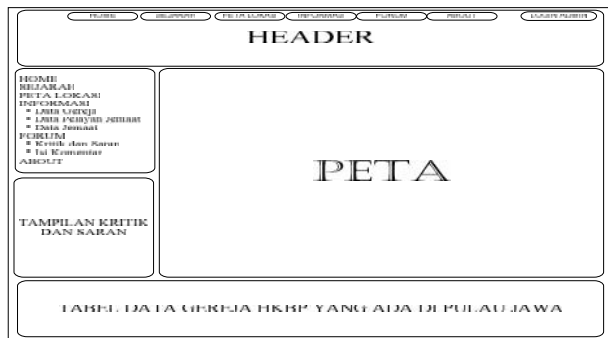 HOME SEJARAH PETA LOKASI INFORMASI FORUM ABOUT LOGIN ADMIN
HEADER
HOME
SEJARAH
PETA LOKASI
INFORMASI
▪ Data Gereja
▪ Data Pelayan Jemaat
▪ Data Jemaat
FORUM
▪ Kritik dan Saran
▪ Isi Komentar
ABOUT
PETA
TAMPILAN KRITIK
DAN SARAN
TABEL DATA GEREJA HKBP YANG ADA DI PULAU JAWA